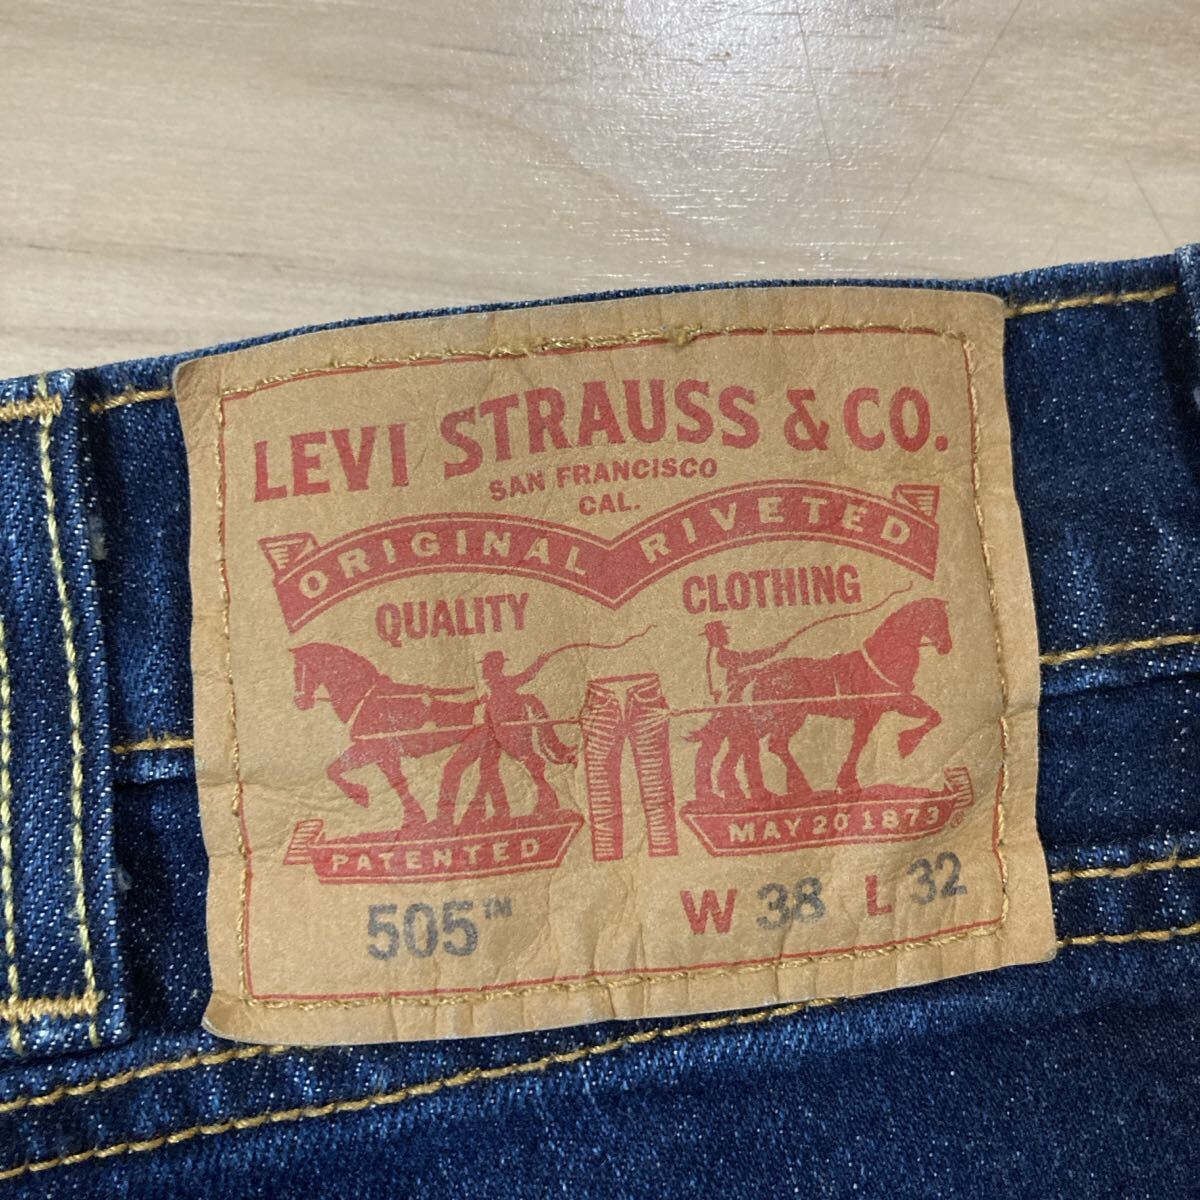 LEVI STRAUSS & CO.
SAN FRANCISCO
CAL.
ORIGINAL RIVETED
QUALITY CLOTHING
PATENTED MAY 20 1873
505™ W 38 L 32